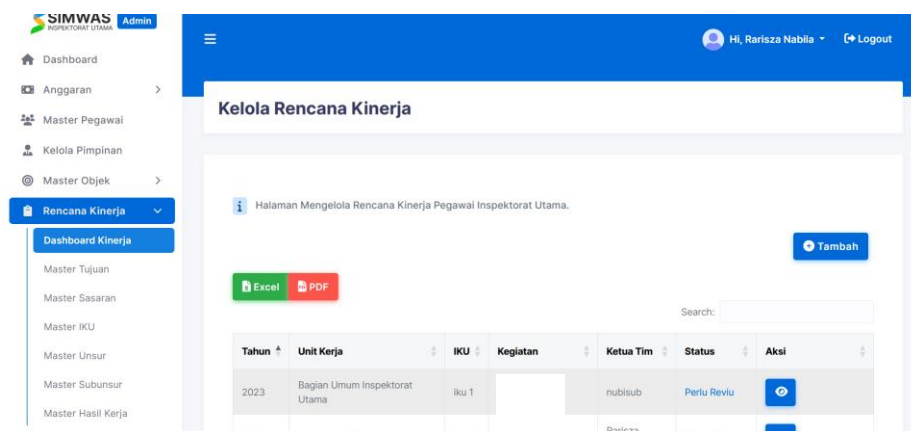 SIMWAS Admin
INSPEKTORAT UTAMA
Hi, Rarisza Nabila
Logout
Dashboard
Anggaran
Master Pegawai
Kelola Pimpinan
Master Objek
Rencana Kinerja
Dashboard Kinerja
Master Tujuan
Master Sasaran
Master IKU
Master Unsur
Master Subunsur
Master Hasil Kerja
Kelola Rencana Kinerja
i Halaman Mengelola Rencana Kinerja Pegawai Inspektorat Utama.
Tambah
Excel PDF
Search:
Tahun Unit Kerja IKU Kegiatan Ketua Tim Status Aksi
2023 Bagian Umum Inspektorat iku 1 nubisub Perlu Reviu
Utama
Rarisza